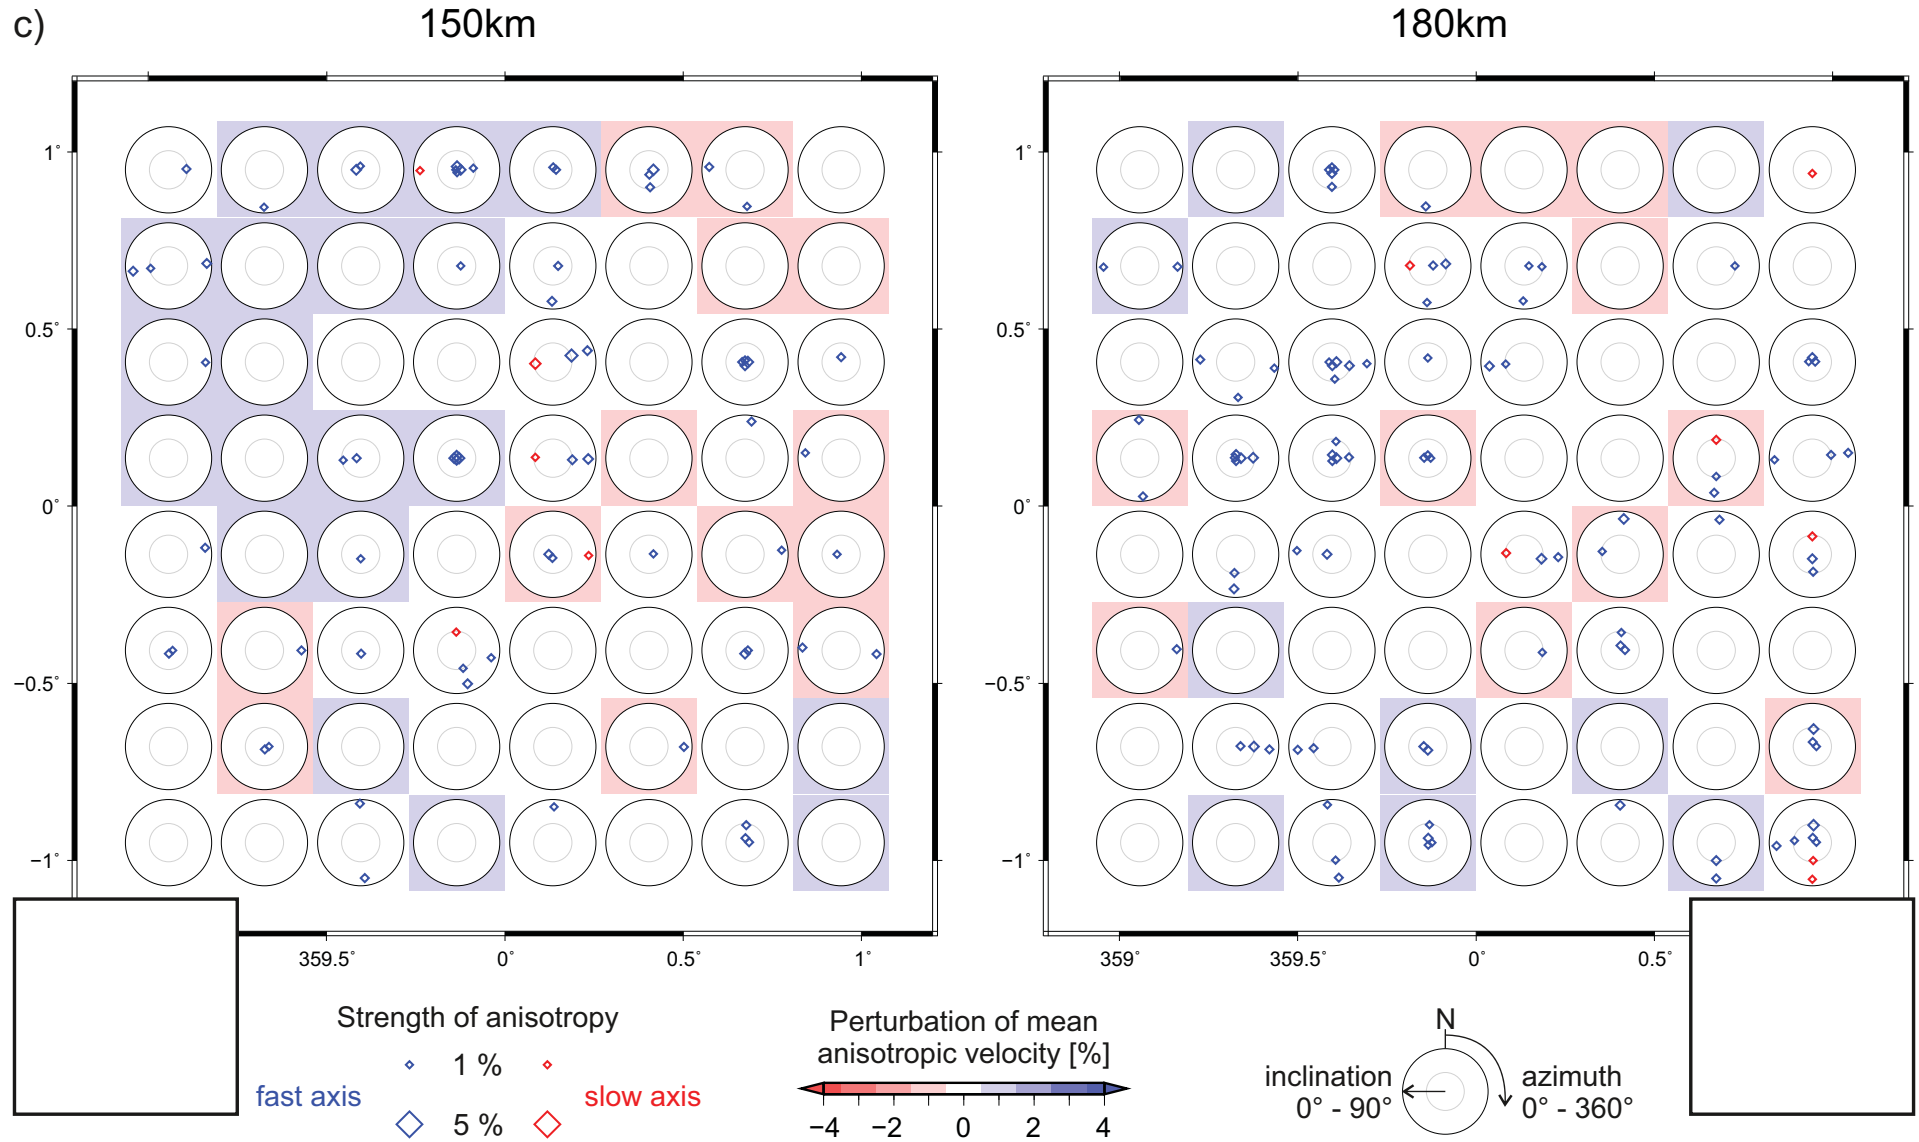 c)
150km
180km
1˚
0.5˚
0˚
−0.5˚
−1˚
1˚
0.5˚
0˚
−0.5˚
−1˚
359.5˚
0˚
0.5˚
1˚
359˚
359.5˚
0˚
0.5˚
Strength of anisotropy
1 %
fast axis
slow axis
5 %
Perturbation of mean
anisotropic velocity [%]
−4 −2 0 2 4
N
inclination
0° - 90°
azimuth
0° - 360°